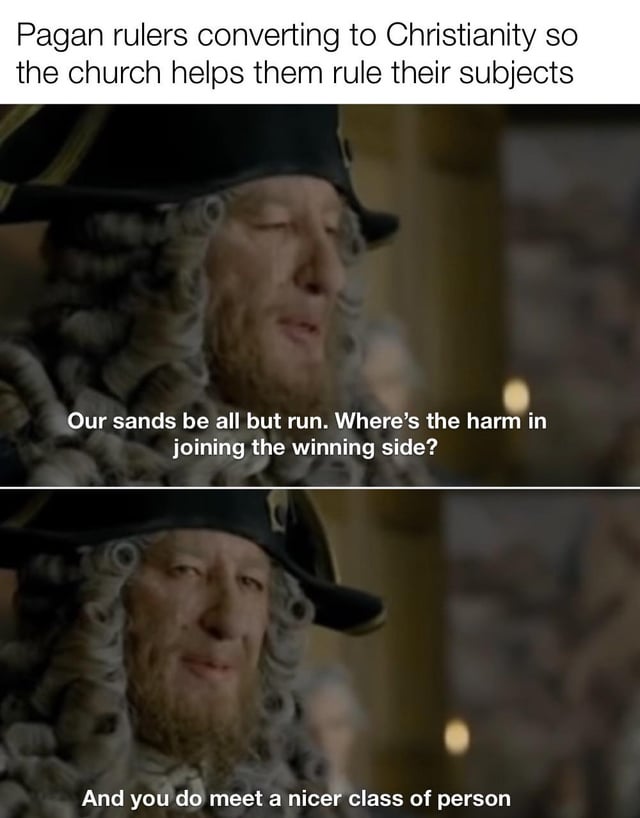 Pagan rulers converting to Christianity so
the church helps them rule their subjects
Our sands be all but run. Where's the harm in
joining the winning side?
And you do meet a nicer class of person